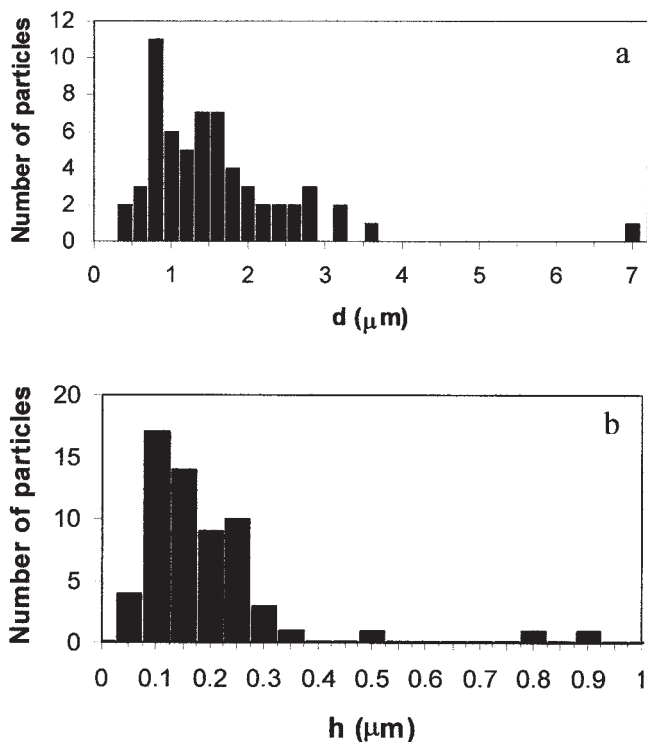 12
10
8
6
4
2
0
Number of particles
a
0 1 2 3 4 5 6 7
d (μm)
20
15
10
5
0
Number of particles
b
0 0.1 0.2 0.3 0.4 0.5 0.6 0.7 0.8 0.9 1
h (μm)